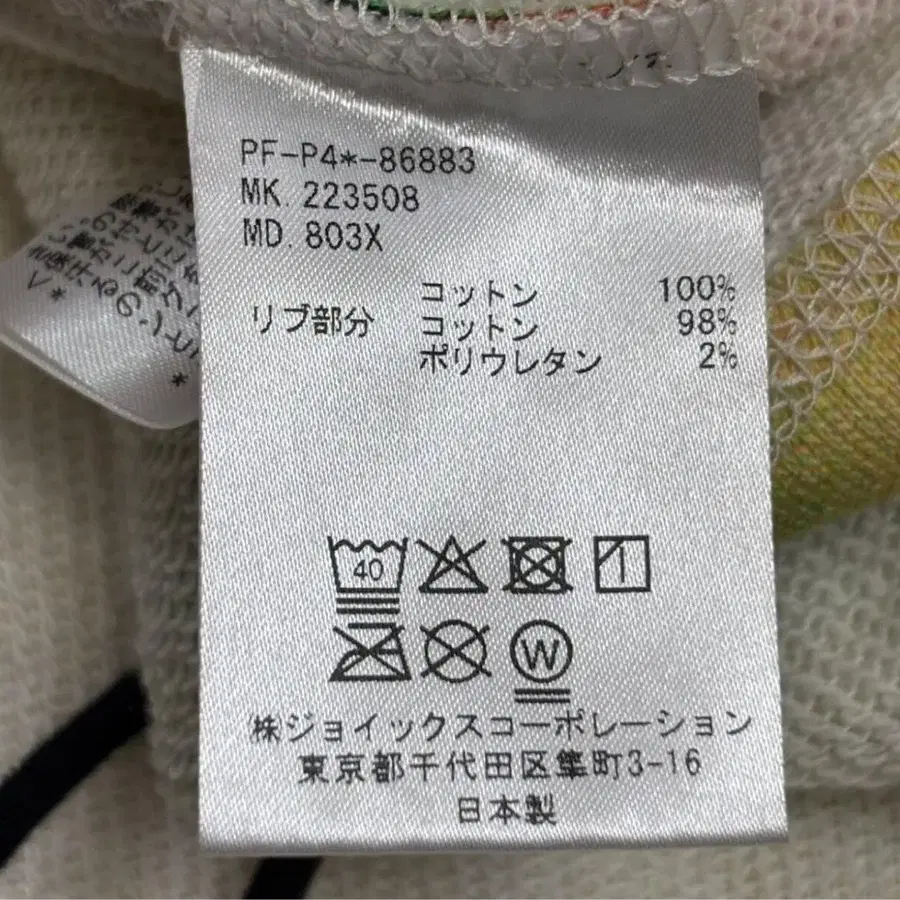 PF-P4*-86883
MK. 223508
MD. 803X
コットン 100%
リブ部分 コットン 98%
ポリウレタン 2%
40
W
㈱ジョイックスコーポレーション
東京都千代田区隼町3-16
日本製